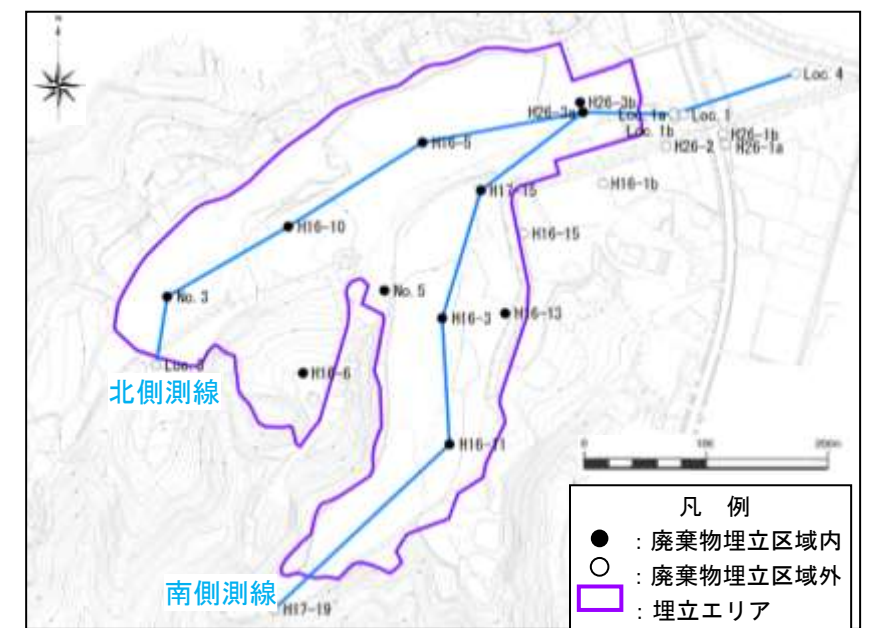 N
Loc. 4
H26-3b
H26-3a
Loc. 1a
Loc. 1
Loc. 1b
H26-1b
H26-2
H26-1a
H16-5
H17-15
H16-1b
H16-10
H16-15
No. 3
No. 5
H16-3
H16-13
Loc. 3
H16-6
北側測線
H16-11
0 100 200m
南側測線
H17-19
凡 例
● : 廃棄物埋立区域内
○ : 廃棄物埋立区域外
: 埋立エリア